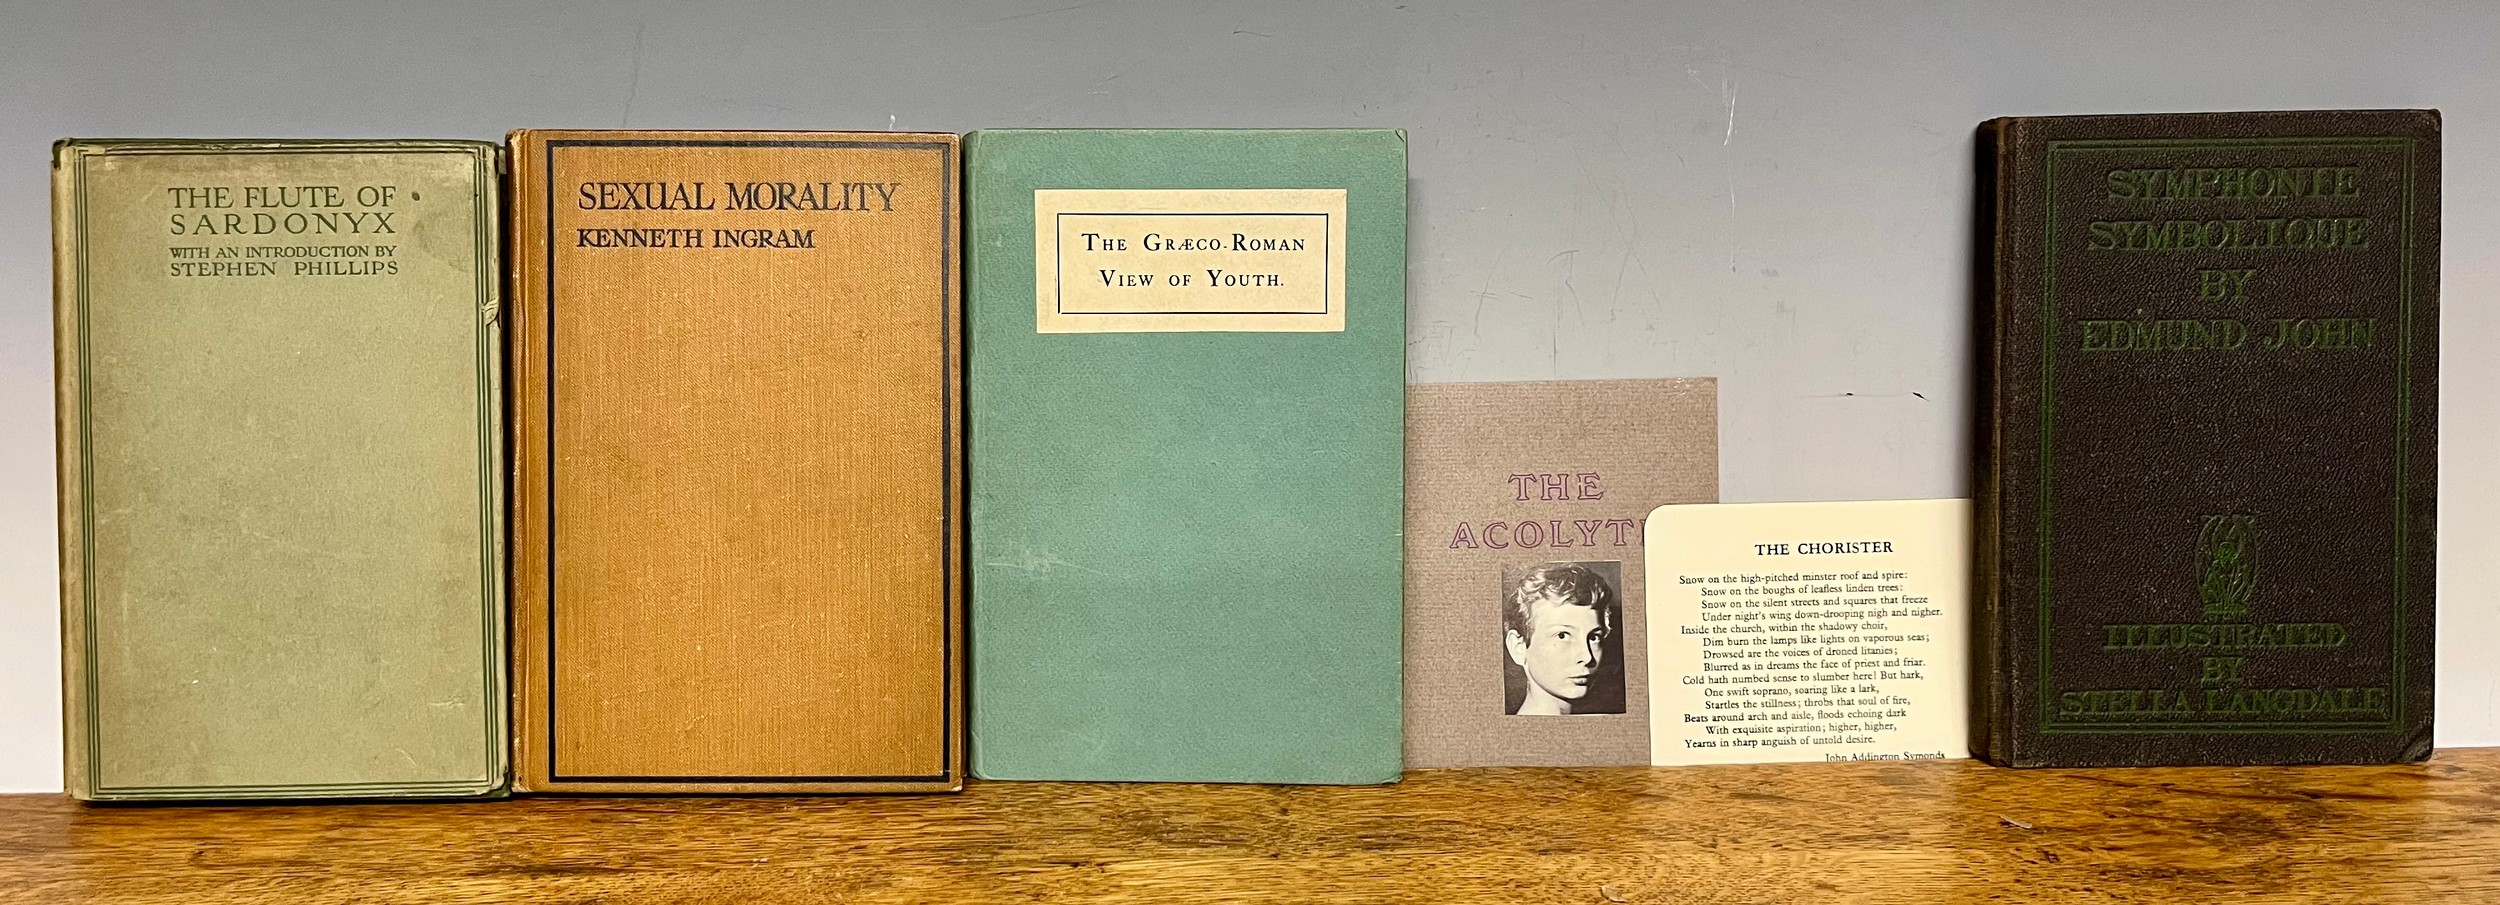 THE FLUTE OF
SARDONYX
WITH AN INTRODUCTION BY
STEPHEN PHILLIPS
SEXUAL MORALITY
KENNETH INGRAM
THE GRÆCO-ROMAN
VIEW OF YOUTH.
THE
ACOLYT
THE CHORISTER
Snow on the high-pitched minster roof and spire:
Snow on the boughs of leafless linden trees:
Snow on the silent streets and squares that freeze
Under night's wing down-drooping nigh and nigher.
Inside the church, within the shadowy choir,
Dim burn the lamps like lights on vaporous seas;
Drowsed are the voices of droned litanies;
Blurred as in dreams the face of priest and friar.
Cold hath numbed sense to slumber here! But hark,
One swift soprano, soaring like a lark,
Startles the stillness; throbs that soul of fire,
Beats around arch and aisle, floods echoing dark
With exquisite aspiration; higher, higher,
Yearns in sharp anguish of untold desire.
John Addington Symonds
SYMPHONIE
SYMBOLIQUE
BY
EDMUND JOHN
ILLUSTRATED
BY
STELLA LANGDALE